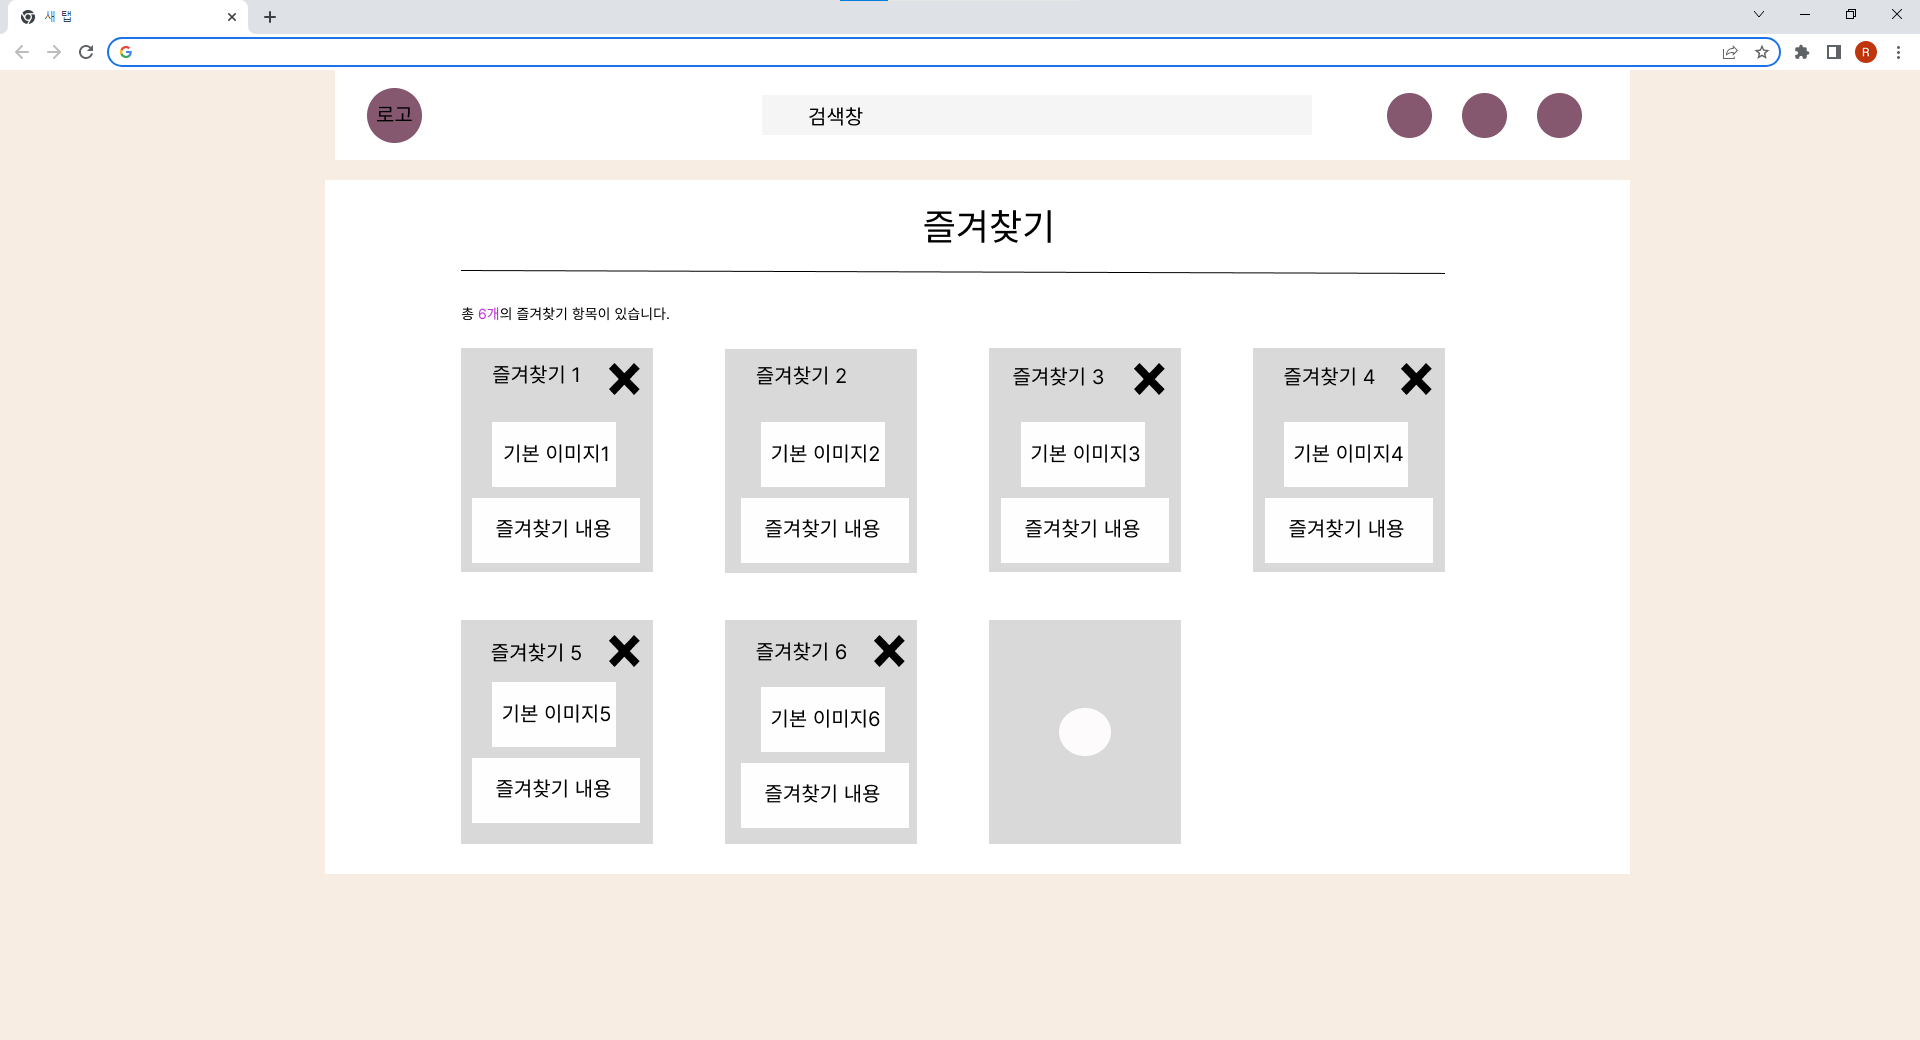 새 탭
R
로고
검색창
즐겨찾기
총 6개의 즐겨찾기 항목이 있습니다.
즐겨찾기 1
즐겨찾기 2
즐겨찾기 3
즐겨찾기 4
기본 이미지1
기본 이미지2
기본 이미지3
기본 이미지4
즐겨찾기 내용
즐겨찾기 내용
즐겨찾기 내용
즐겨찾기 내용
즐겨찾기 5
즐겨찾기 6
기본 이미지5
기본 이미지6
즐겨찾기 내용
즐겨찾기 내용